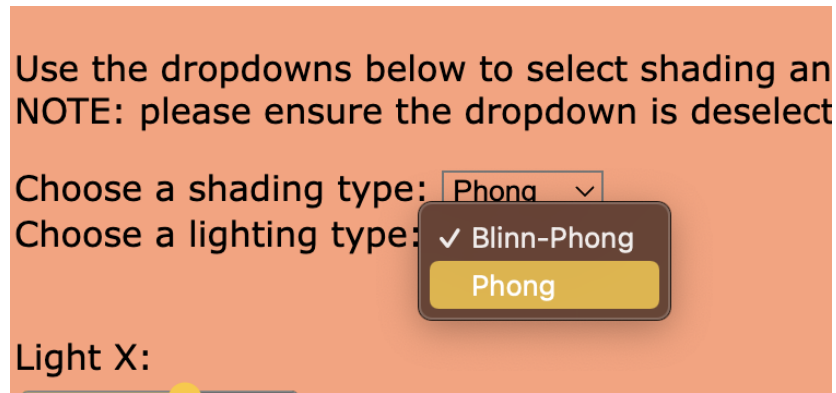 Use the dropdowns below to select shading an
NOTE: please ensure the dropdown is deselect
Choose a shading type: Phong
Choose a lighting type:
✓ Blinn-Phong
Phong
Light X: